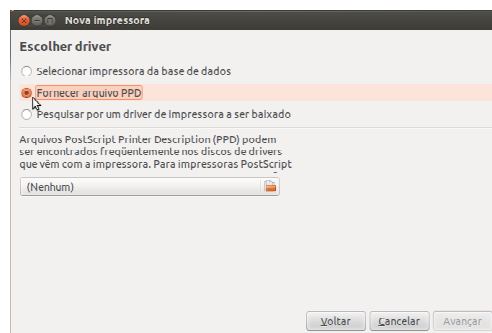 Nova impressora
Escolher driver
Selecionar impressora da base de dados
Fornecer arquivo PPD
Pesquisar por um driver de impressora a ser baixado
Arquivos PostScript Printer Description (PPD) podem
ser encontrados freqüentemente nos discos de drivers
que vêm com a impressora. Para impressoras PostScript
(Nenhum)
Voltar Cancelar Avançar